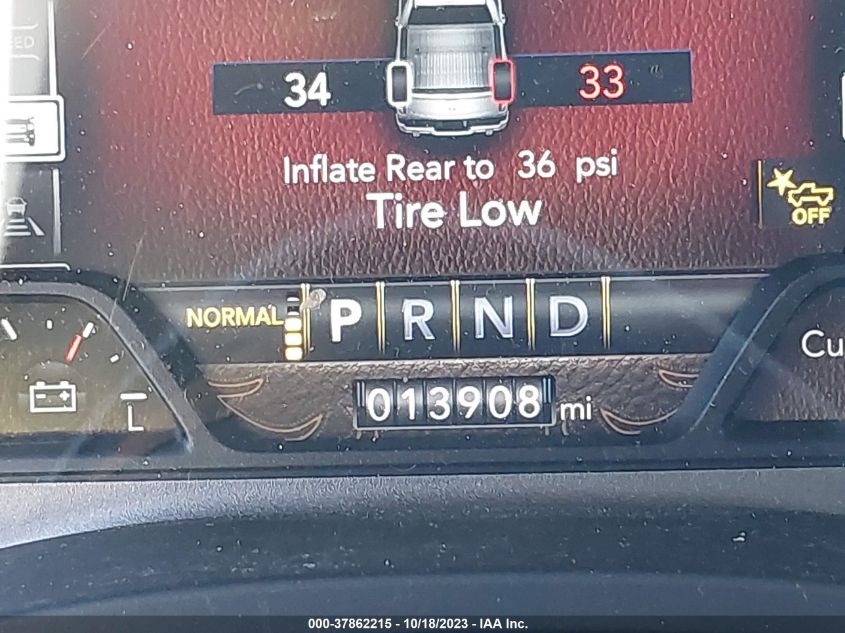 34 33
Inflate Rear to 36 psi
Tire Low
OFF
NORMAL P R N D
Cu
013908 mi
L
000-37862215 - 10/18/2023 - IAA Inc.